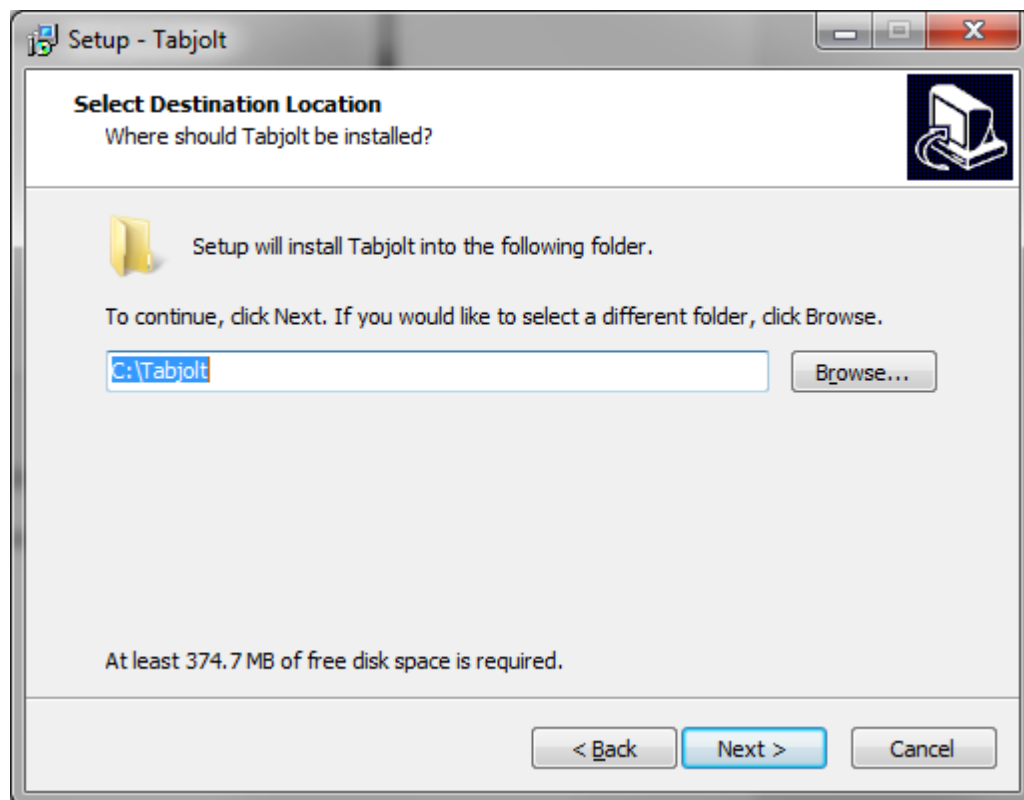 Setup - Tabjolt
Select Destination Location
Where should Tabjolt be installed?
Setup will install Tabjolt into the following folder.
To continue, click Next. If you would like to select a different folder, click Browse.
C:\Tabjolt
Browse...
At least 374.7 MB of free disk space is required.
< Back
Next >
Cancel